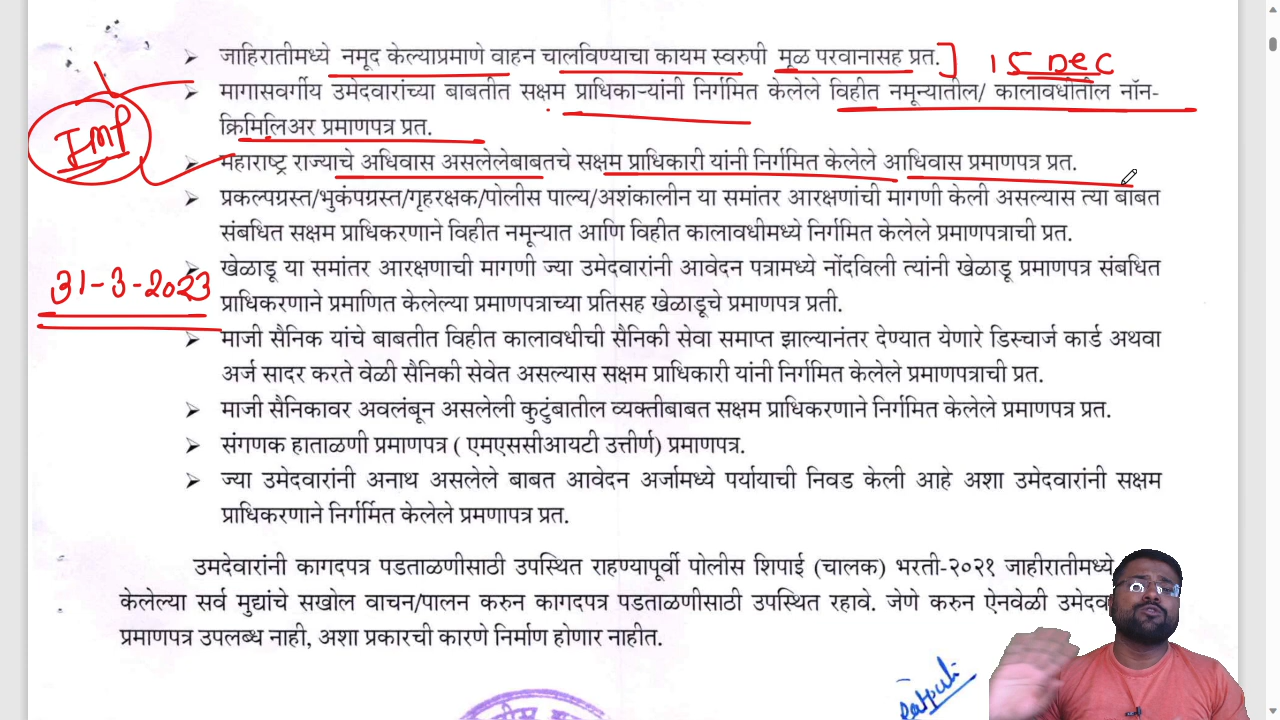 ➢ जाहिरातीमध्ये नमूद केल्याप्रमाणे वाहन चालविण्याचा कायम स्वरुपी मूळ परवानासह प्रत. ] 15 Dec
➢ मागासवर्गीय उमेदवारांच्या बाबतीत सक्षम प्राधिकाऱ्यांनी निर्गमित केलेले विहीत नमून्यातील/ कालावधीतील नॉन-
IMP
क्रिमिलिअर प्रमाणपत्र प्रत.
महाराष्ट्र राज्याचे अधिवास असलेलेबाबतचे सक्षम प्राधिकारी यांनी निर्गमित केलेले आधिवास प्रमाणपत्र प्रत.
➢ प्रकल्पग्रस्त/भुकंपग्रस्त/गृहरक्षक/पोलीस पाल्य/अशंकालीन या समांतर आरक्षणांची मागणी केली असल्यास त्या बाबत
संबधित सक्षम प्राधिकरणाने विहीत नमून्यात आणि विहीत कालावधीमध्ये निर्गमित केलेले प्रमाणपत्राची प्रत.
➢ खेळाडू या समांतर आरक्षणाची मागणी ज्या उमेदवारांनी आवेदन पत्रामध्ये नोंदविली त्यांनी खेळाडू प्रमाणपत्र संबधित
31-3-2023
प्राधिकरणाने प्रमाणित केलेल्या प्रमाणपत्राच्या प्रतिसह खेळाडूचे प्रमाणपत्र प्रती.
➢ माजी सैनिक यांचे बाबतीत विहीत कालावधीची सैनिकी सेवा समाप्त झाल्यानंतर देण्यात येणारे डिस्चार्ज कार्ड अथवा
अर्ज सादर करते वेळी सैनिकी सेवेत असल्यास सक्षम प्राधिकारी यांनी निर्गमित केलेले प्रमाणपत्राची प्रत.
➢ माजी सैनिकावर अवलंबून असलेली कुटुंबातील व्यक्तीबाबत सक्षम प्राधिकरणाने निर्गमित केलेले प्रमाणपत्र प्रत.
➢ संगणक हाताळणी प्रमाणपत्र ( एमएससीआयटी उत्तीर्ण) प्रमाणपत्र.
➢ ज्या उमेदवारांनी अनाथ असलेले बाबत आवेदन अर्जामध्ये पर्यायाची निवड केली आहे अशा उमेदवारांनी सक्षम
प्राधिकरणाने निर्गर्मित केलेले प्रमणापत्र प्रत.
उमदेवारांनी कागदपत्र पडताळणीसाठी उपस्थित राहण्यापूर्वी पोलीस शिपाई (चालक) भरती-२०२१ जाहीरातीमध्ये
केलेल्या सर्व मुद्यांचे सखोल वाचन/पालन करुन कागदपत्र पडताळणीसाठी उपस्थित रहावे. जेणे करुन ऐनवेळी
प्रमाणपत्र उपलब्ध नाही, अशा प्रकारची कारणे निर्माण होणार नाहीत.